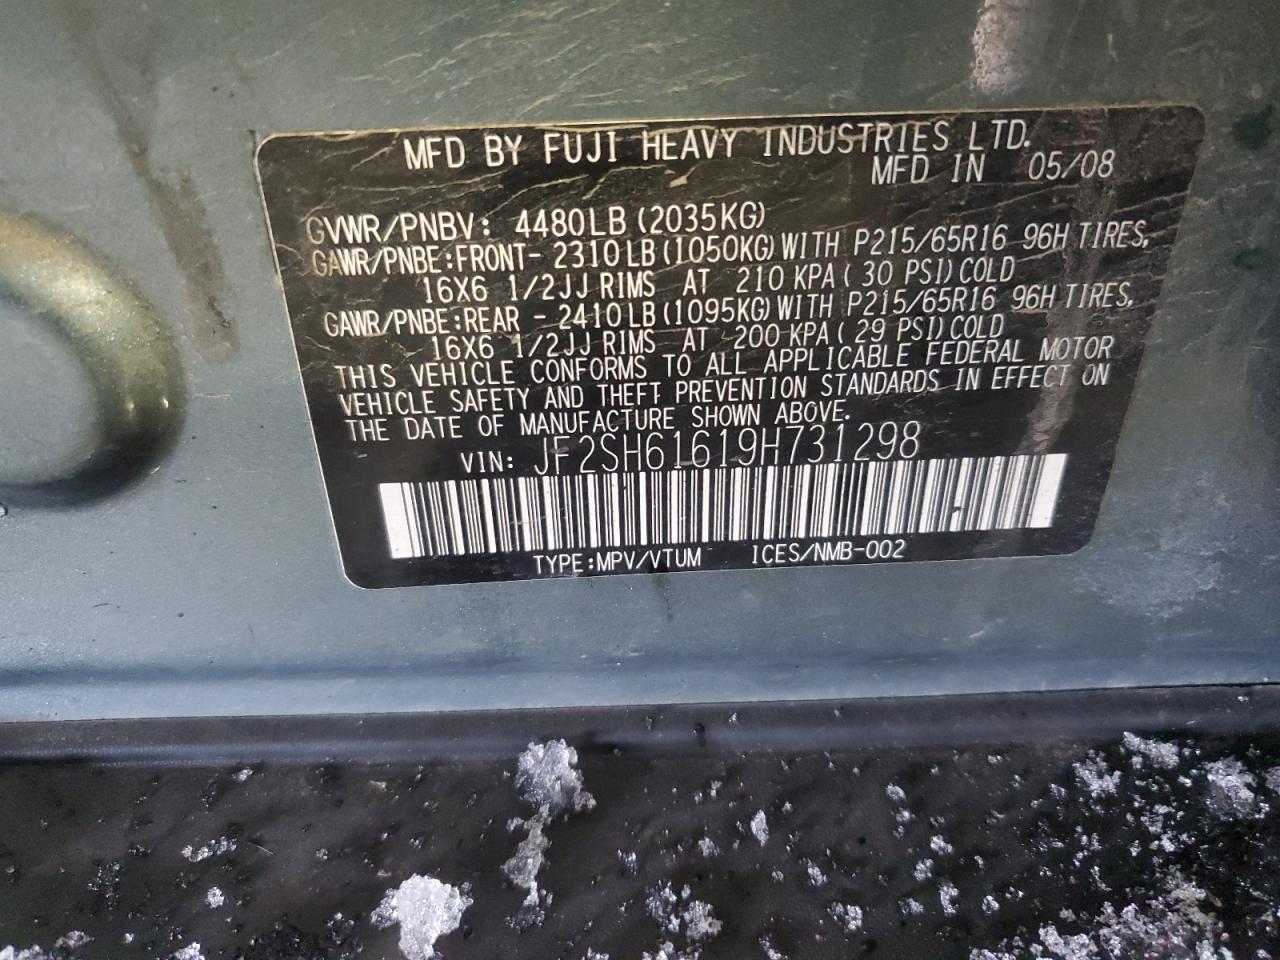 MFD BY FUJI HEAVY INDUSTRIES LTD.
MFD IN 05/08
GVWR/PNBV: 4480LB(2035KG)
GAWR/PNBE:FRONT- 2310LB(1050KG)WITH P215/65R16 96H TIRES,
16X6 1/2JJ RIMS AT 210 KPA( 30 PSI)COLD
GAWR/PNBE:REAR - 2410LB(1095KG)WITH P215/65R16 96H TIRES,
16X6 1/2JJ RIMS AT 200 KPA( 29 PSI)COLD
THIS VEHICLE CONFORMS TO ALL APPLICABLE FEDERAL MOTOR
VEHICLE SAFETY AND THEFT PREVENTION STANDARDS IN EFFECT ON
THE DATE OF MANUFACTURE SHOWN ABOVE.
VIN: JF2SH61619H731298
TYPE:MPV/VTUM ICES/NMB-002